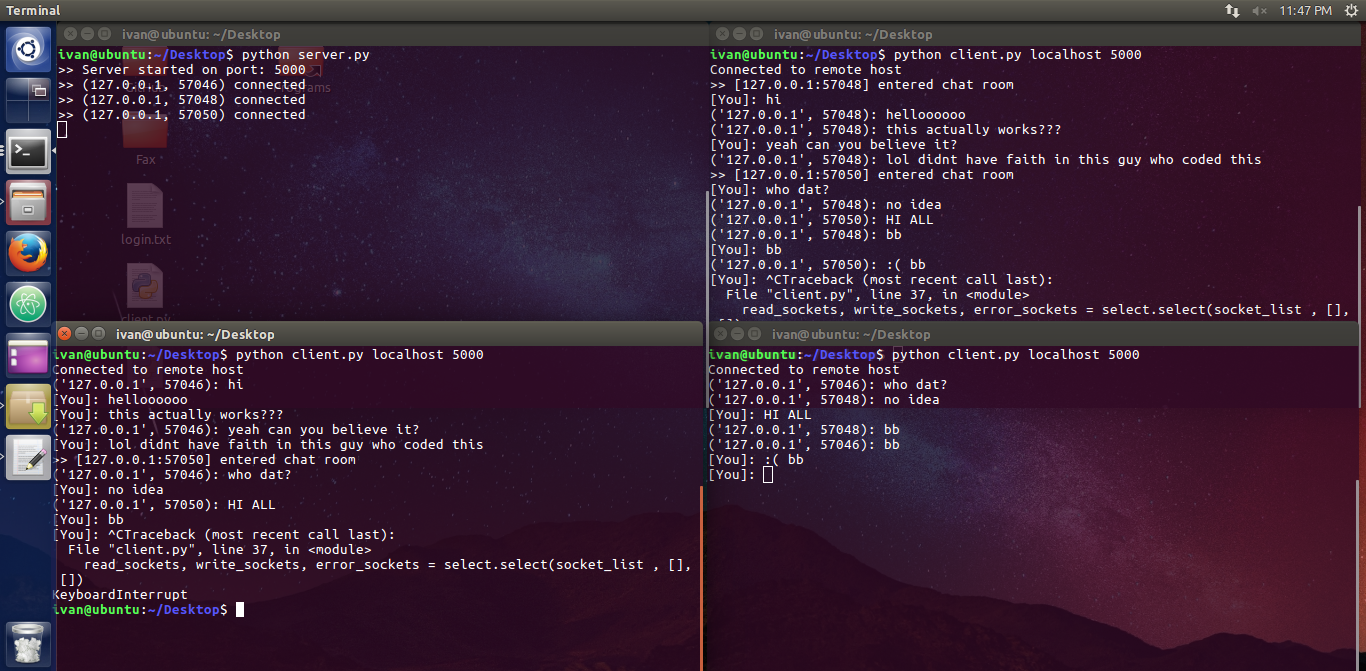 Terminal
11:47 PM
ivan@ubuntu: ~/Desktop
ivan@ubuntu:~/Desktop$ python server.py
>> Server started on port: 5000
>> (127.0.0.1, 57046) connected
>> (127.0.0.1, 57048) connected
>> (127.0.0.1, 57050) connected
Fax
login.txt
ivan@ubuntu: ~/Desktop
ivan@ubuntu:~/Desktop$ python client.py localhost 5000
Connected to remote host
>> [127.0.0.1:57048] entered chat room
[You]: hi
('127.0.0.1', 57048): helloooooo
('127.0.0.1', 57048): this actually works???
[You]: yeah can you believe it?
('127.0.0.1', 57048): lol didnt have faith in this guy who coded this
>> [127.0.0.1:57050] entered chat room
[You]: who dat?
('127.0.0.1', 57048): no idea
('127.0.0.1', 57050): HI ALL
('127.0.0.1', 57048): bb
[You]: bb
('127.0.0.1', 57050): :( bb
[You]: ^CTraceback (most recent call last):
File "client.py", line 37, in <module>
read_sockets, write_sockets, error_sockets = select.select(socket_list , [],
ivan@ubuntu: ~/Desktop
ivan@ubuntu:~/Desktop$ python client.py localhost 5000
Connected to remote host
('127.0.0.1', 57046): hi
[You]: helloooooo
[You]: this actually works???
('127.0.0.1', 57046): yeah can you believe it?
[You]: lol didnt have faith in this guy who coded this
>> [127.0.0.1:57050] entered chat room
('127.0.0.1', 57046): who dat?
[You]: no idea
('127.0.0.1', 57050): HI ALL
[You]: bb
[You]: ^CTraceback (most recent call last):
File "client.py", line 37, in <module>
read_sockets, write_sockets, error_sockets = select.select(socket_list , [],
[])
KeyboardInterrupt
ivan@ubuntu:~/Desktop$
ivan@ubuntu: ~/Desktop
ivan@ubuntu:~/Desktop$ python client.py localhost 5000
Connected to remote host
('127.0.0.1', 57046): who dat?
('127.0.0.1', 57048): no idea
[You]: HI ALL
('127.0.0.1', 57048): bb
('127.0.0.1', 57046): bb
[You]: :( bb
[You]: